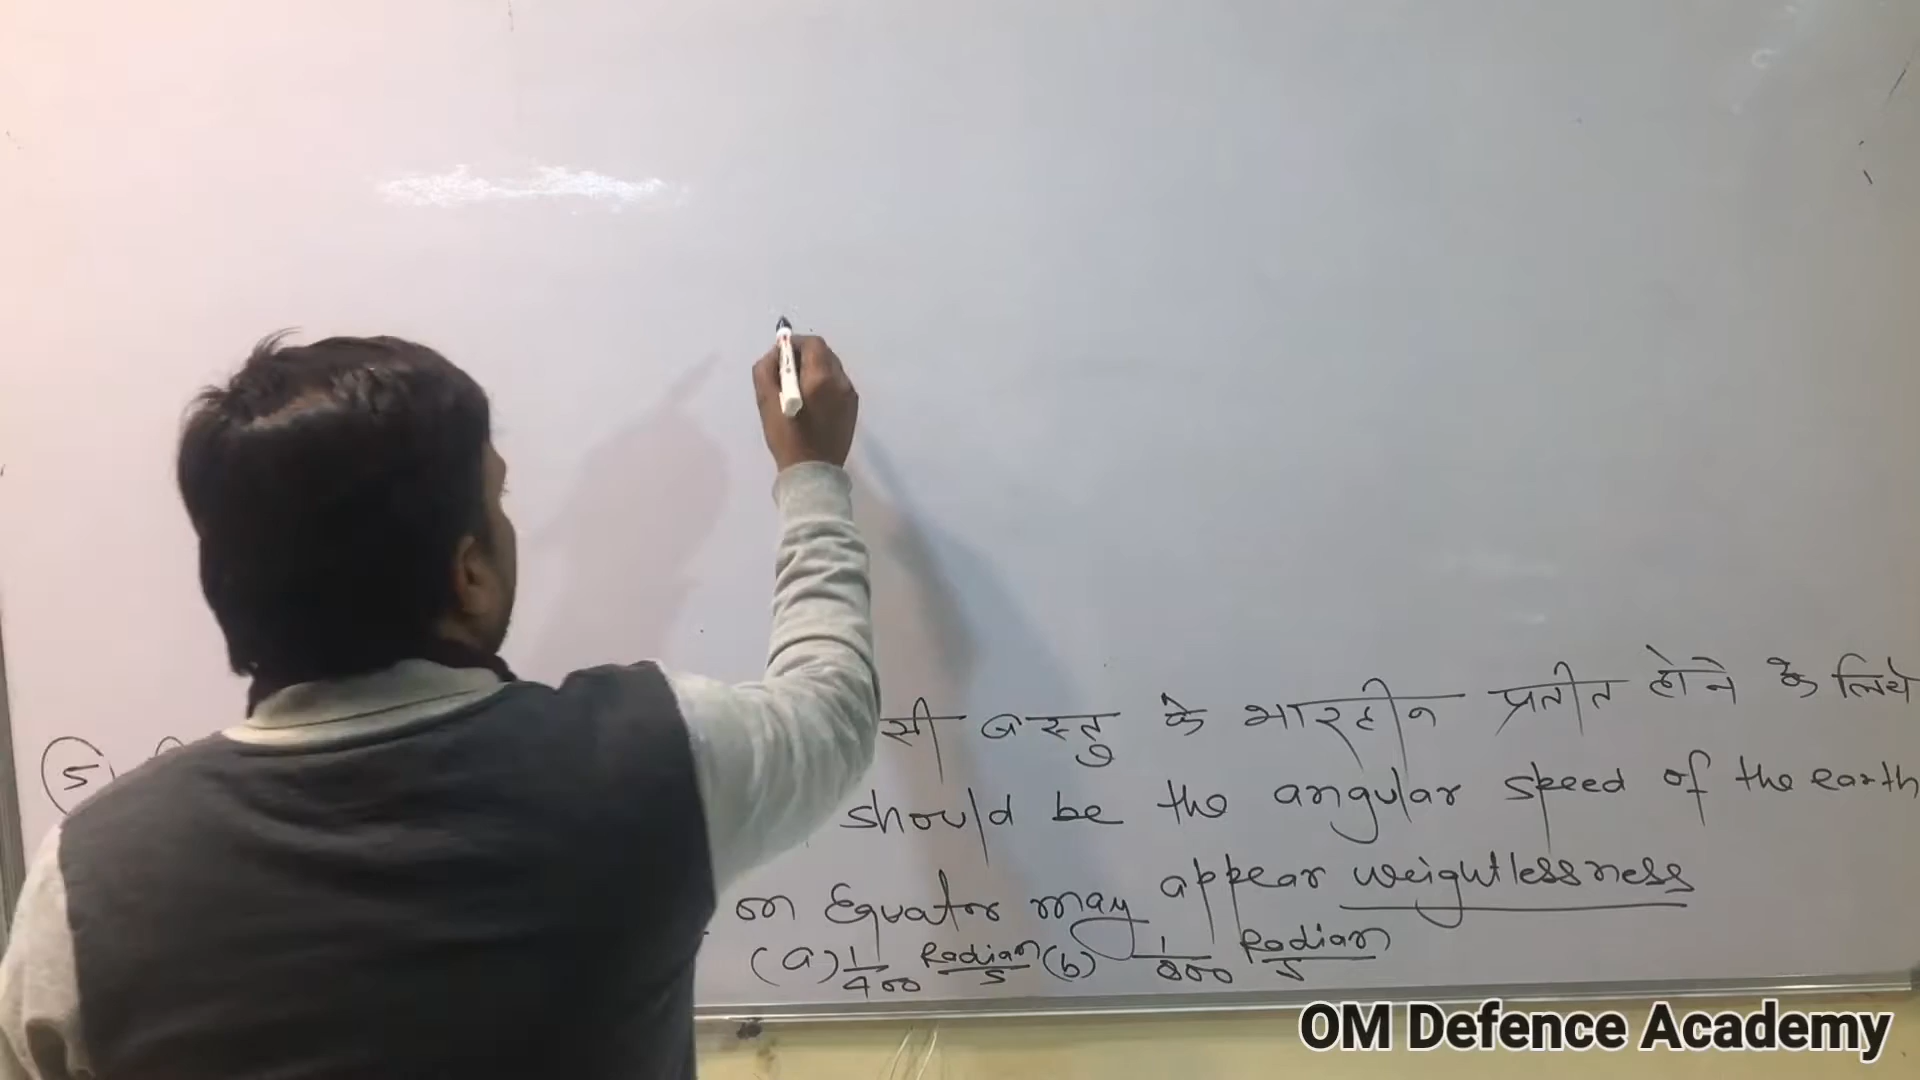 (5)
सी वस्तु के भारहीन प्रतीत होने के लिये
should be the angular speed of the earth
on Equator may appear weightlessness
(a) 1/400 Radian/s (b) 1/800 Radian/s
OM Defence Academy